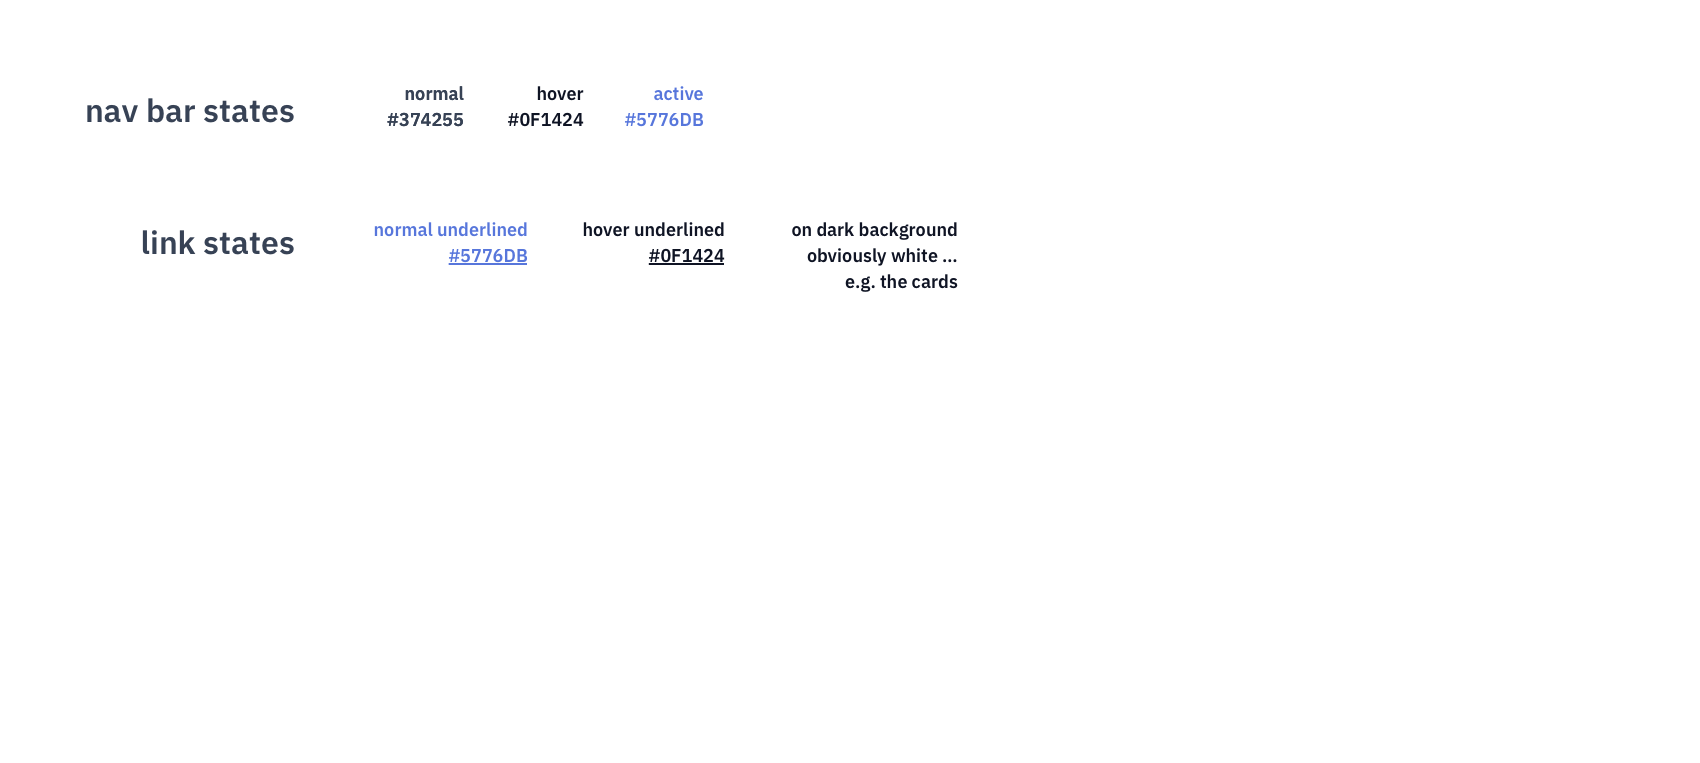 nav bar states
normal
#374255
hover
#0F1424
active
#5776DB
link states
normal underlined
#5776DB
hover underlined
#0F1424
on dark background
obviously white ...
e.g. the cards